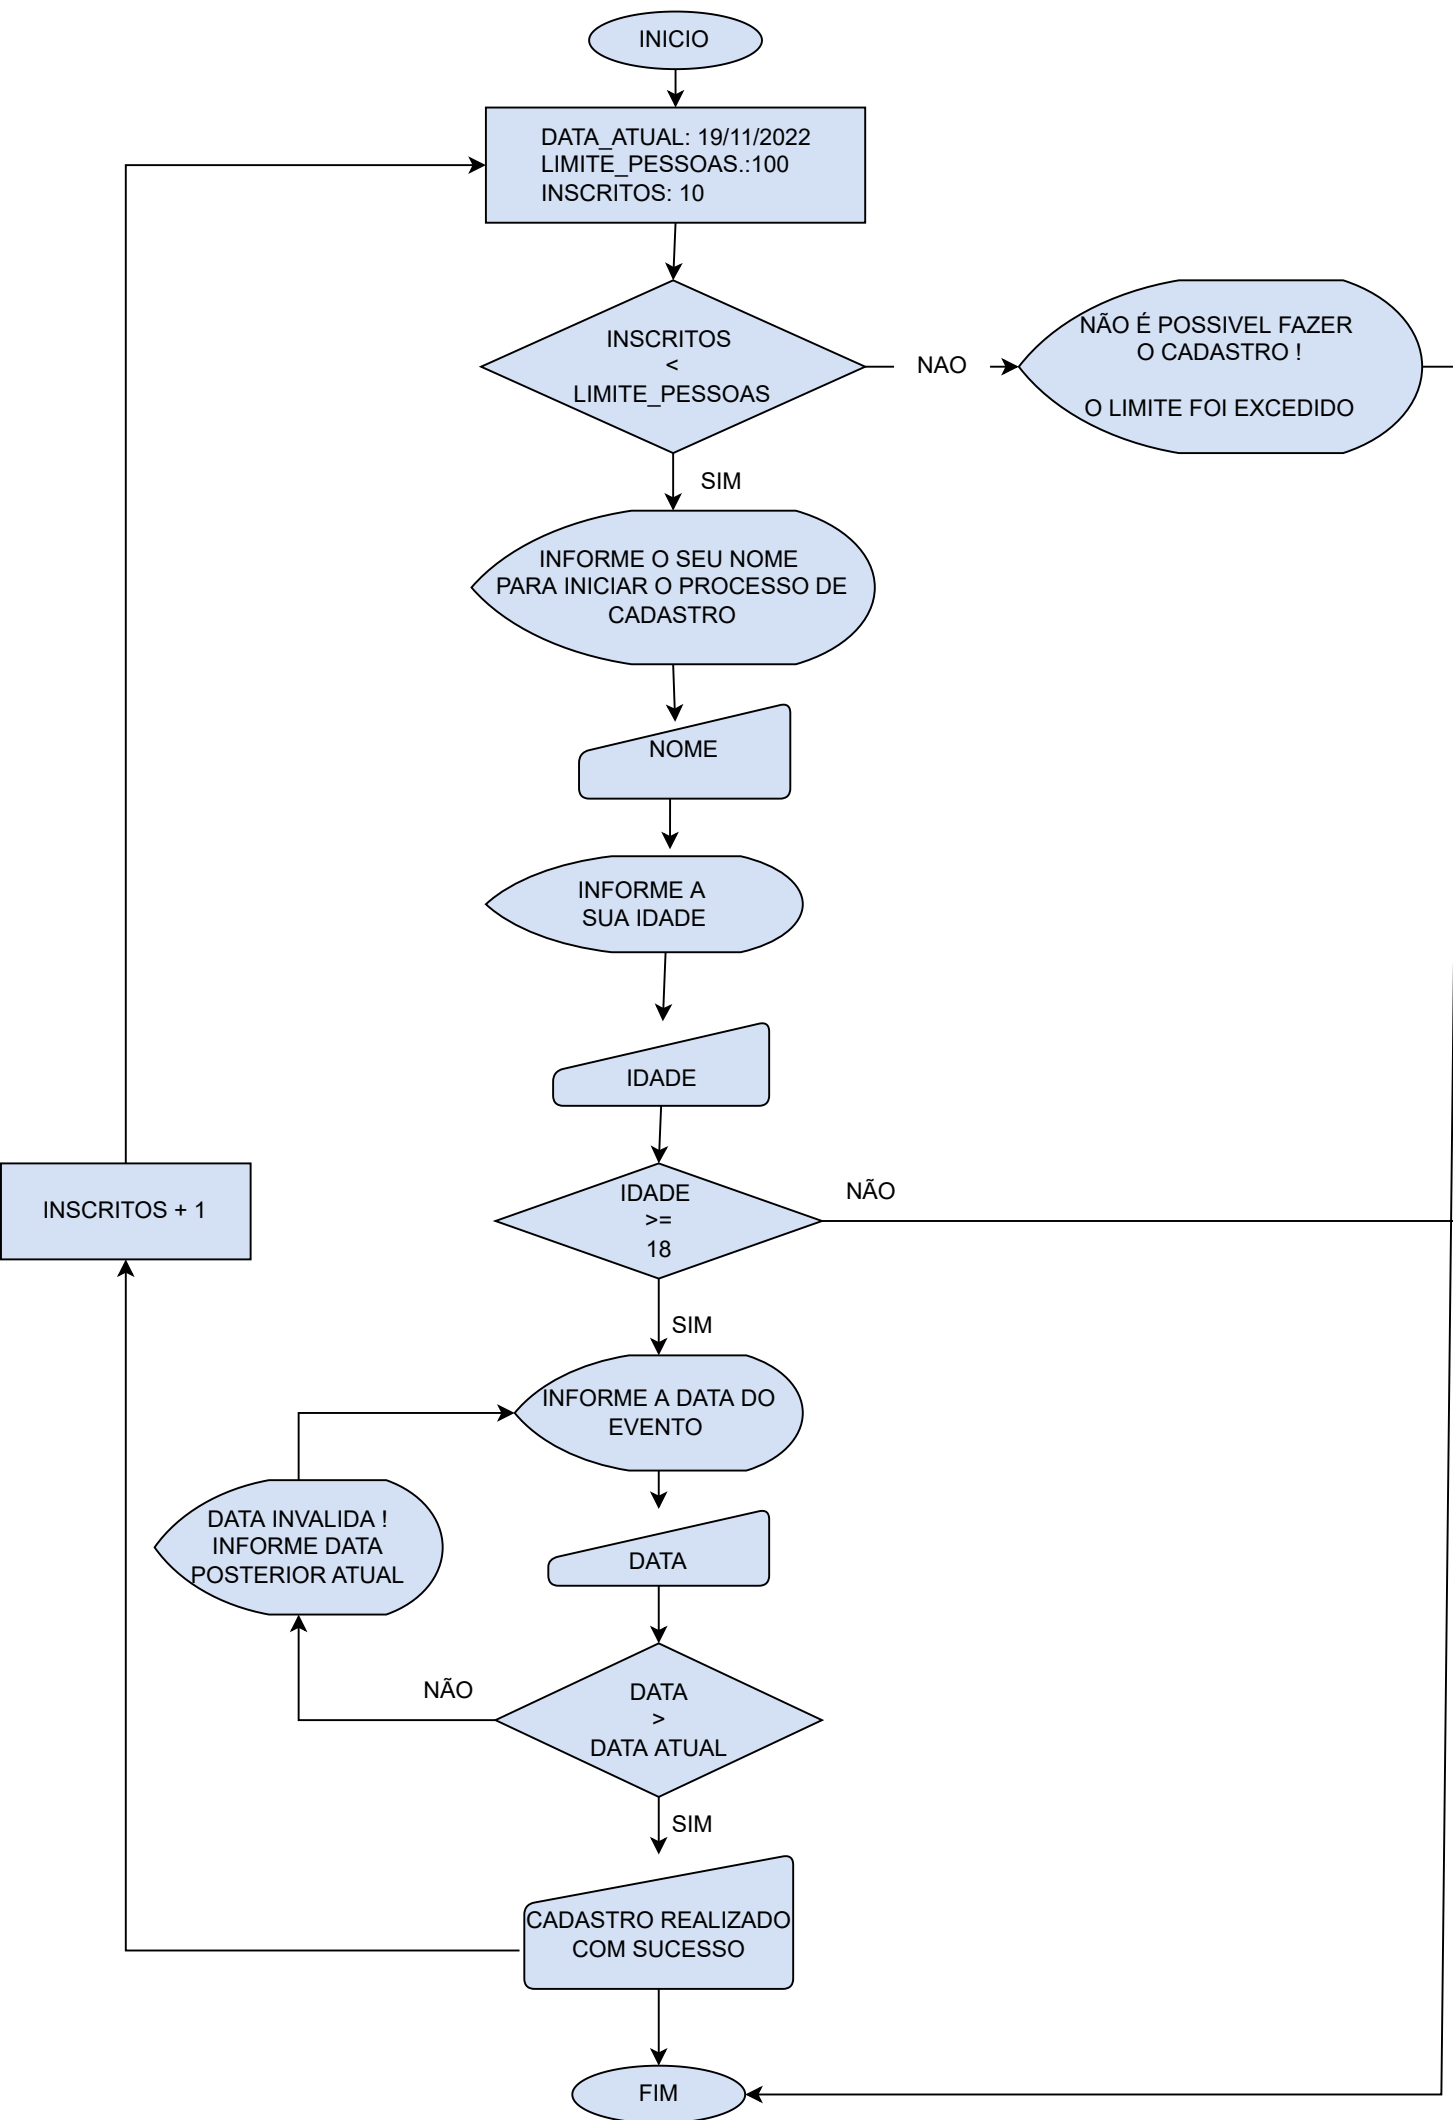 INICIO
DATA_ATUAL: 19/11/2022
LIMITE_PESSOAS.:100
INSCRITOS: 10
INSCRITOS
<
LIMITE_PESSOAS
NAO
NÃO É POSSIVEL FAZER
O CADASTRO !
O LIMITE FOI EXCEDIDO
SIM
INFORME O SEU NOME
PARA INICIAR O PROCESSO DE
CADASTRO
NOME
INFORME A
SUA IDADE
IDADE
IDADE
>=
18
NÃO
INSCRITOS + 1
SIM
INFORME A DATA DO
EVENTO
DATA INVALIDA !
INFORME DATA
POSTERIOR ATUAL
DATA
NÃO
DATA
>
DATA ATUAL
SIM
CADASTRO REALIZADO
COM SUCESSO
FIM